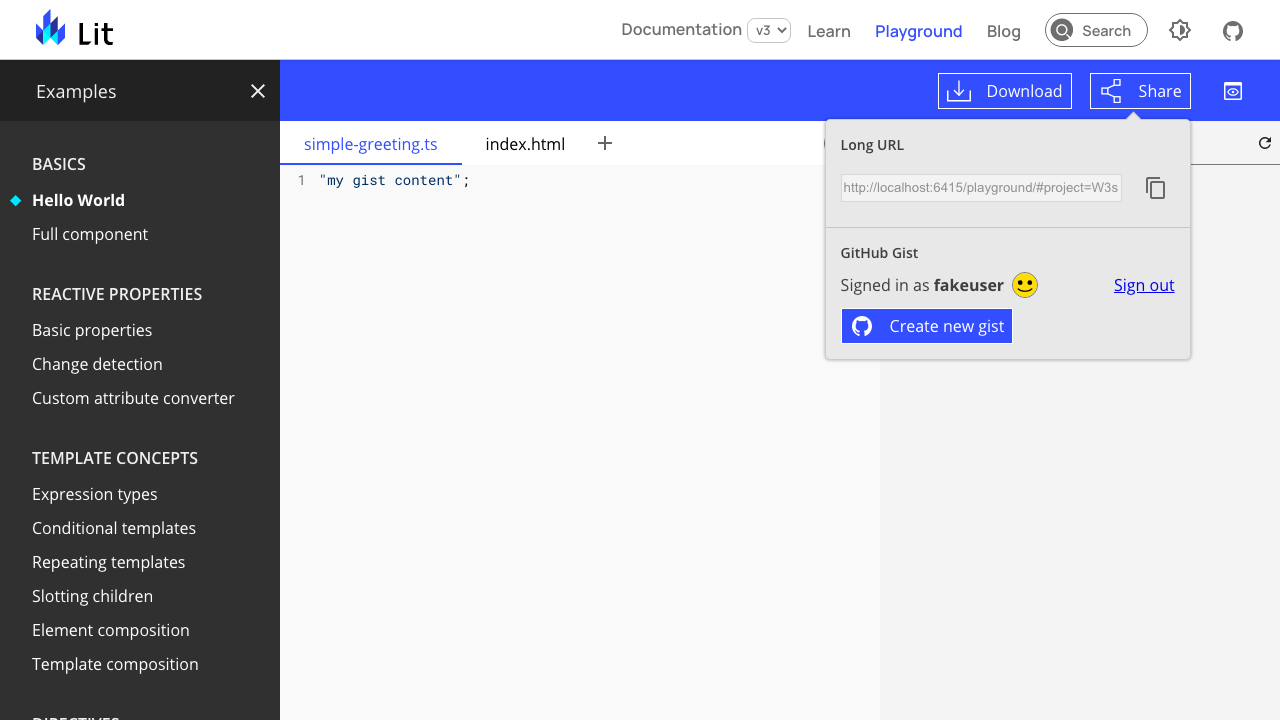 Lit
Documentation v3 Learn Playground Blog Search
Examples
Download Share
BASICS
Hello World
Full component
REACTIVE PROPERTIES
Basic properties
Change detection
Custom attribute converter
TEMPLATE CONCEPTS
Expression types
Conditional templates
Repeating templates
Slotting children
Element composition
Template composition
DIRECTIVES
simple-greeting.ts index.html
1 "my gist content";
Long URL
http://localhost:6415/playground/#project=W3s
GitHub Gist
Signed in as fakeuser Sign out
Create new gist